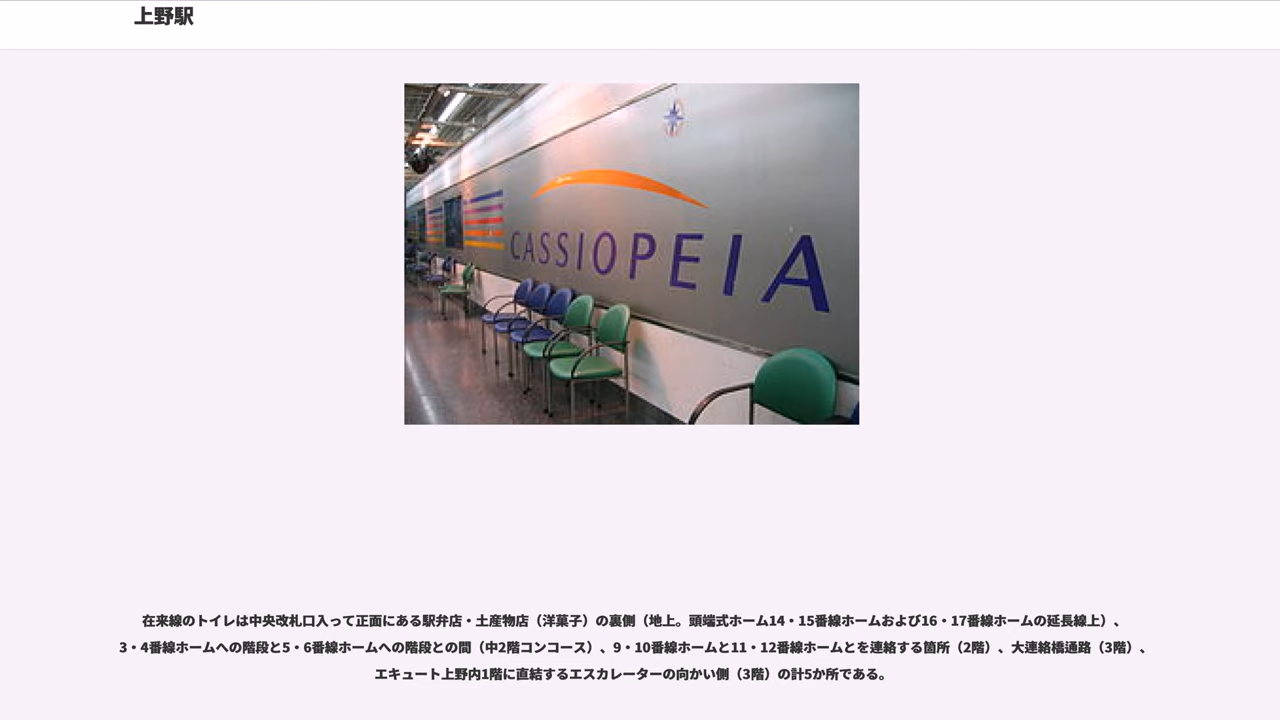 上野駅
CASSIOPEIA
在来線のトイレは中央改札口入って正面にある駅弁店・土産物店（洋菓子）の裏側（地上。頭端式ホーム14・15番線ホームおよび16・17番線ホームの延長線上）、
3・4番線ホームへの階段と5・6番線ホームへの階段との間（中2階コンコース）、9・10番線ホームと11・12番線ホームとを連絡する箇所（2階）、大連絡橋通路（3階）、
エキュート上野内1階に直結するエスカレーターの向かい側（3階）の計5か所である。